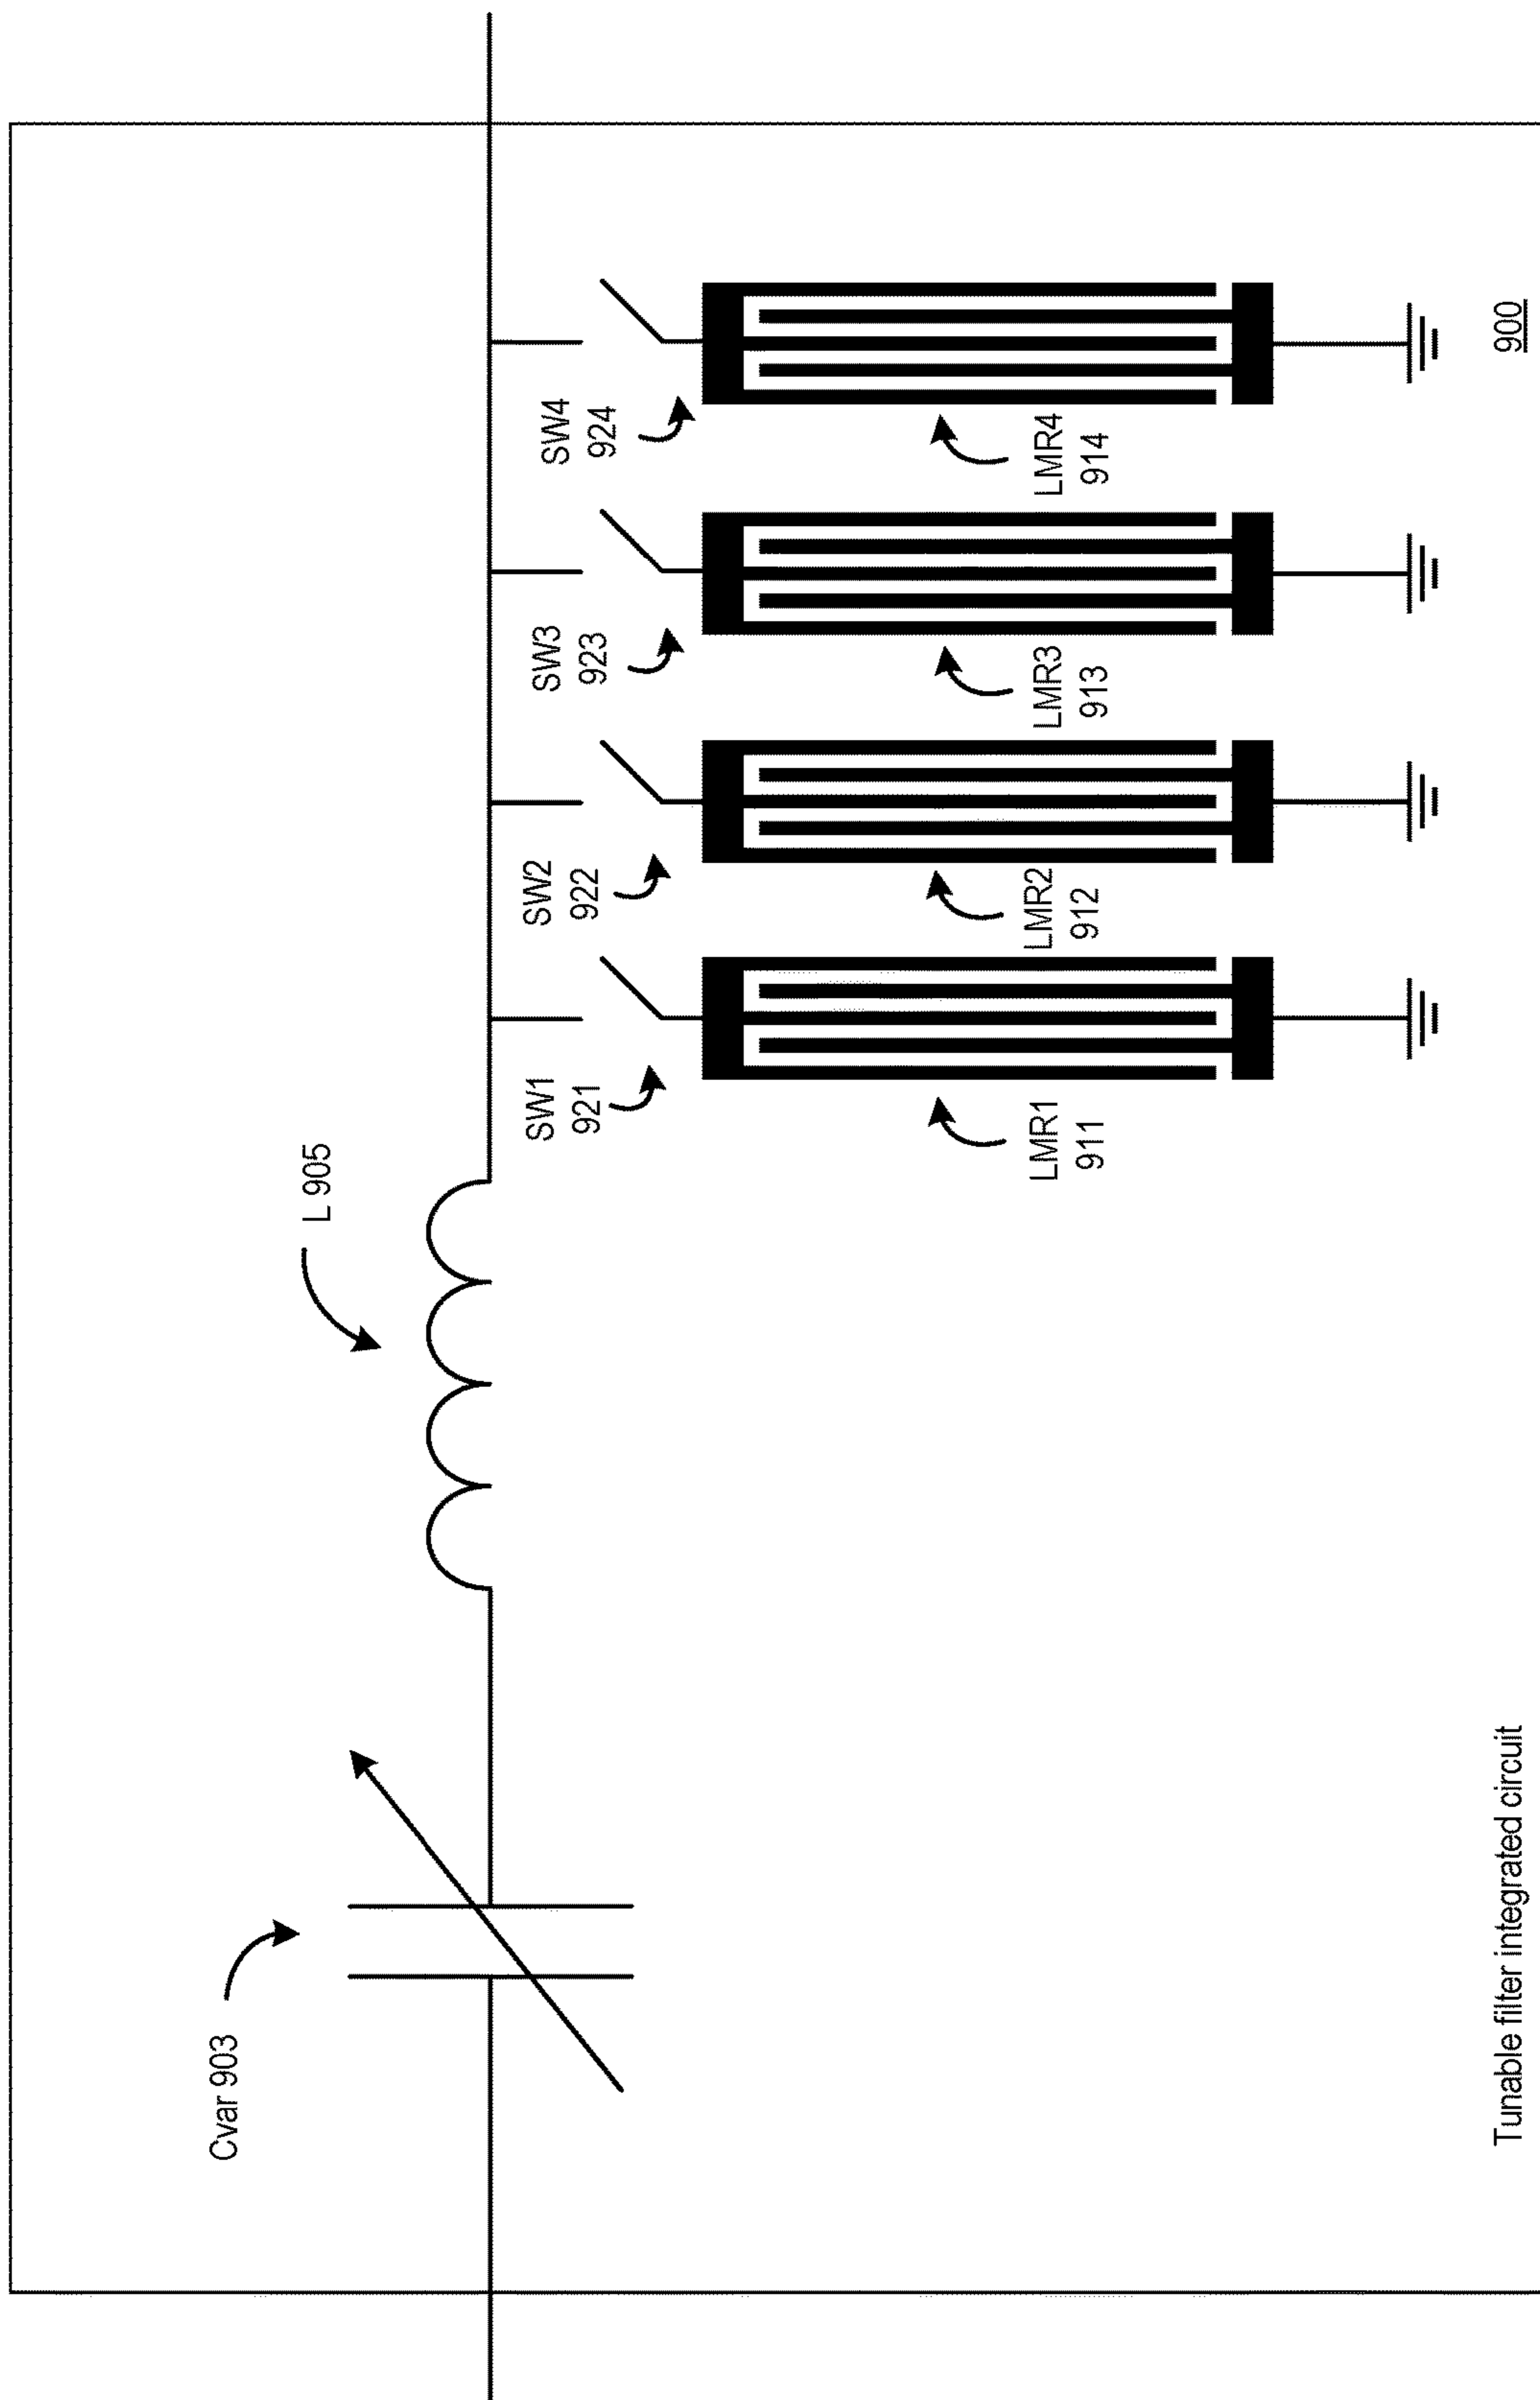 Cvar 903
L 905
SW1
921
SW2
922
SW3
923
SW4
924
LMR1
911
LMR2
912
LMR3
913
LMR4
914
Tunable filter integrated circuit
900